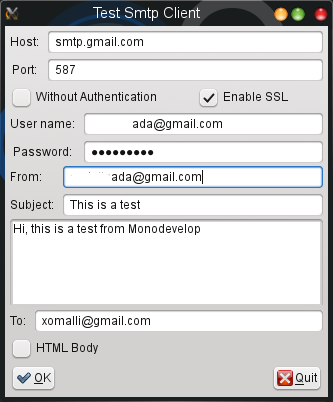 Test Smtp Client
Host: smtp.gmail.com
Port: 587
Without Authentication Enable SSL
User name: ada@gmail.com
Password: ●●●●●●●●●
From: ada@gmail.com
Subject: This is a test
Hi, this is a test from Monodevelop
To: xomalli@gmail.com
HTML Body
OK Quit